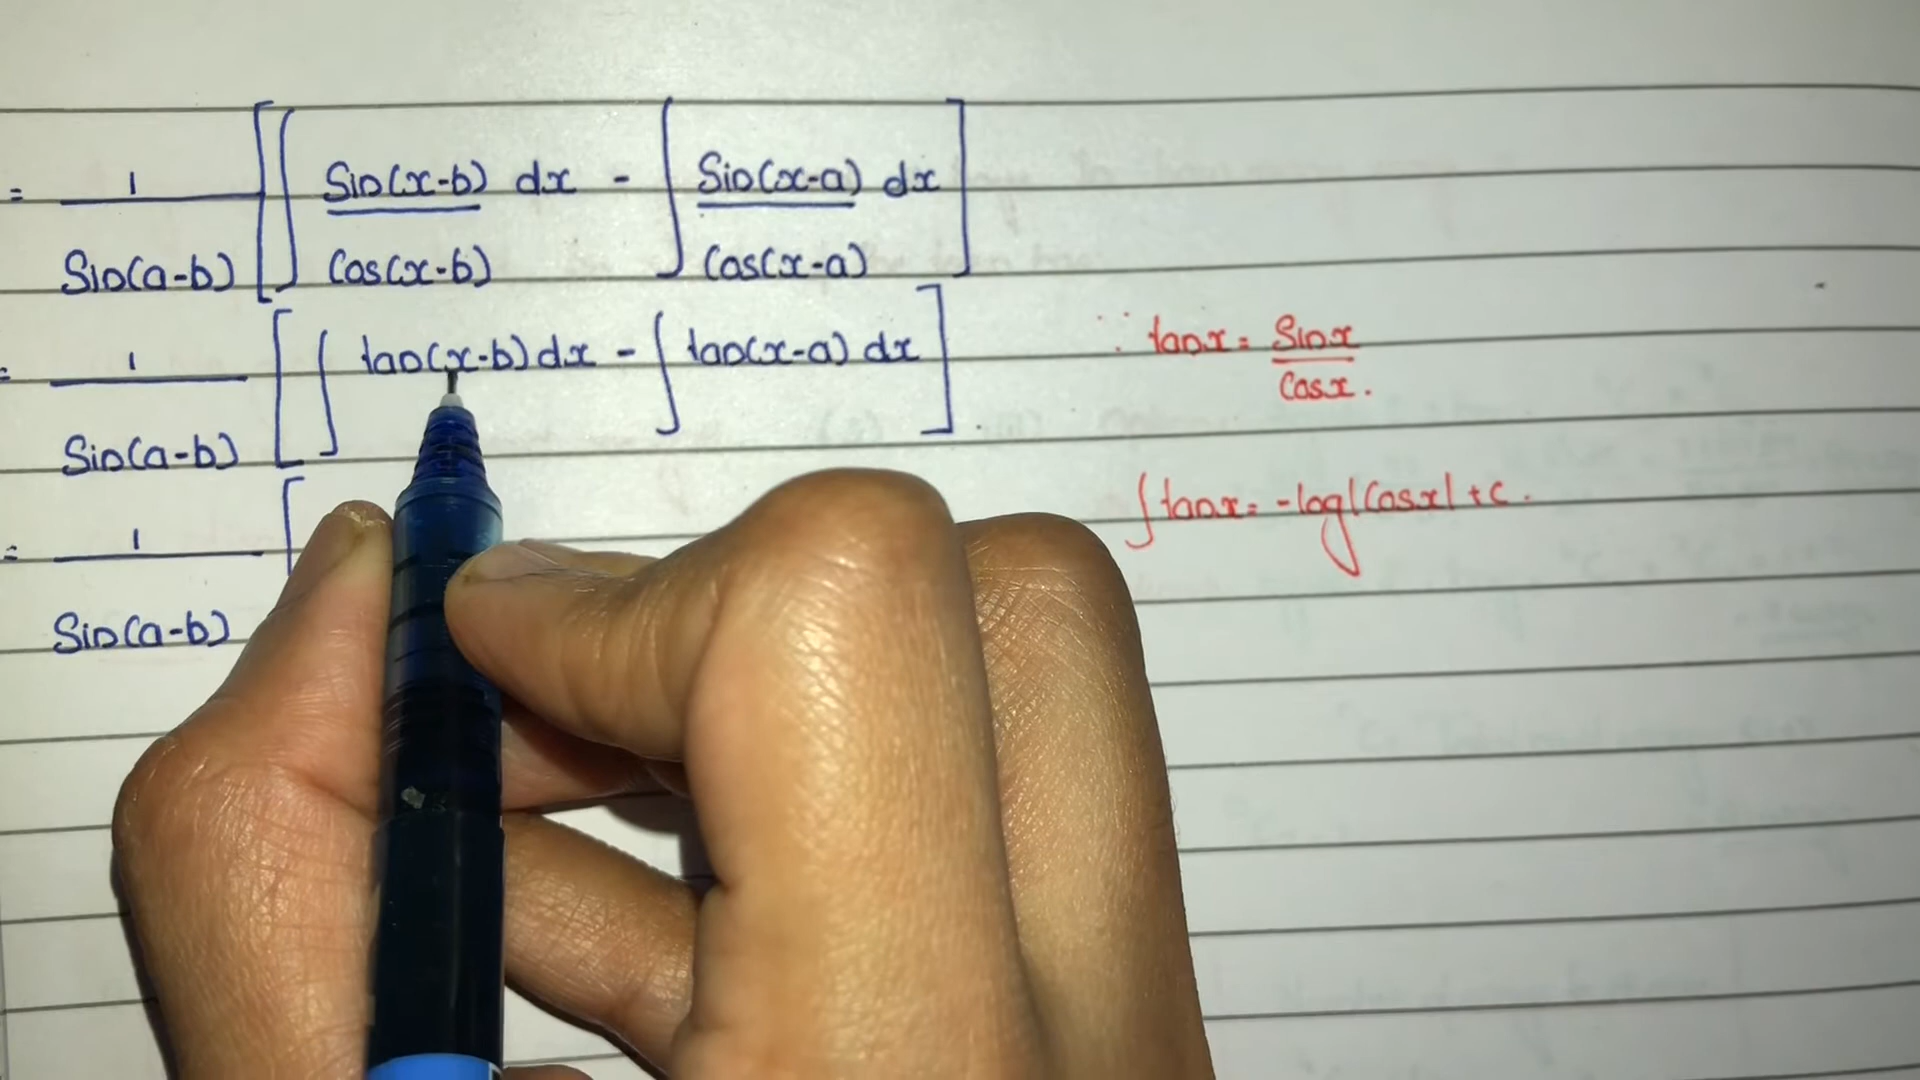 = 1/Sin(a-b) [ ∫ Sin(x-b)/Cos(x-b) dx - ∫ Sin(x-a)/Cos(x-a) dx ]
= 1/Sin(a-b) [ ∫ tan(x-b) dx - ∫ tan(x-a) dx ].
∵ tanx = Sinx/Cosx.
= 1/Sin(a-b) [
∫ tanx = -log|Cosx| + c.